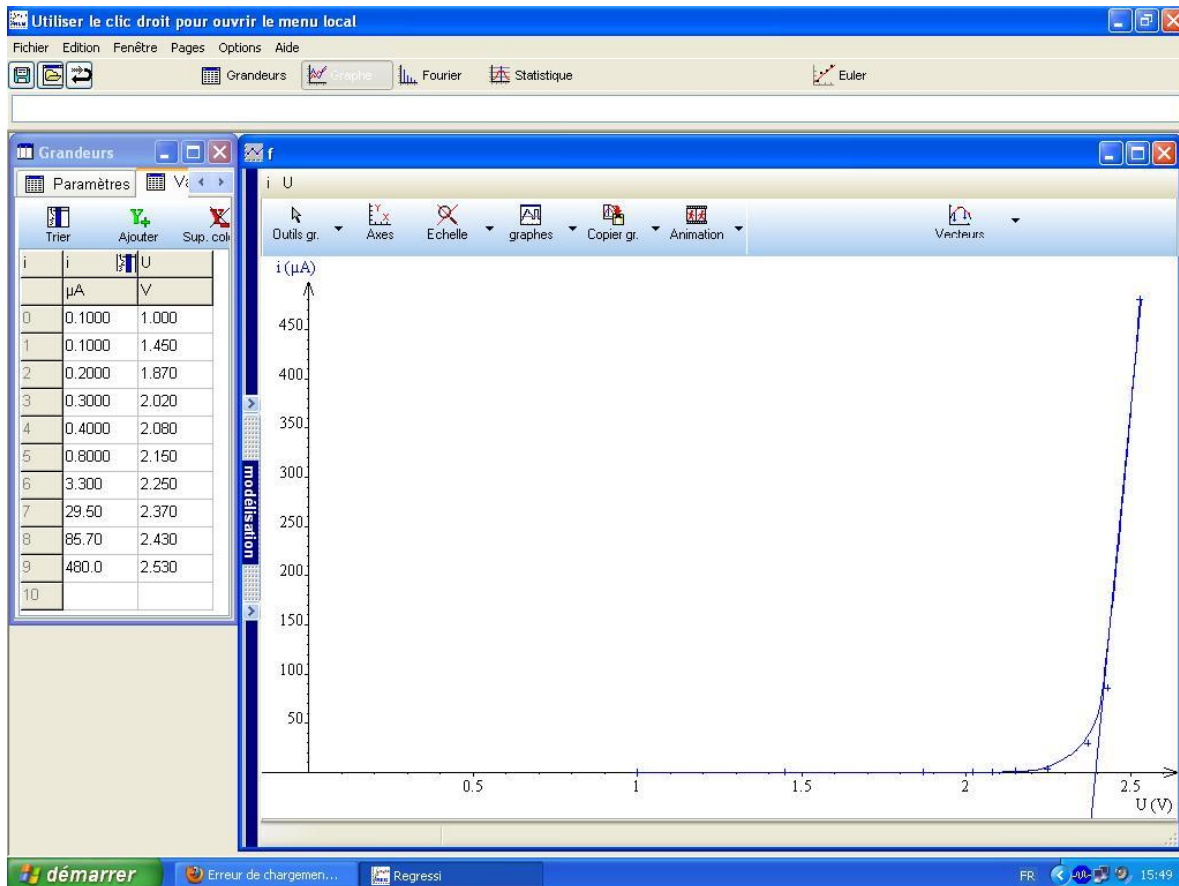 Utiliser le clic droit pour ouvrir le menu local
Fichier Edition Fenêtre Pages Options Aide
Grandeurs Graphe Fourier Statistique Euler
Grandeurs
Paramètres
Trier Ajouter Sup. col
i i U
µA V
0 0.1000 1.000
1 0.1000 1.450
2 0.2000 1.870
3 0.3000 2.020
4 0.4000 2.080
5 0.8000 2.150
6 3.300 2.250
7 29.50 2.370
8 85.70 2.430
9 480.0 2.530
10
modélisation
f
i U
Outils gr. Axes Echelle graphes Copier gr. Animation Vecteurs
i (µA)
450
400
350
300
250
200
150
100
50
0.5 1 1.5 2 2.5
U (V)
démarrer Erreur de chargemen... Regressi FR 15:49